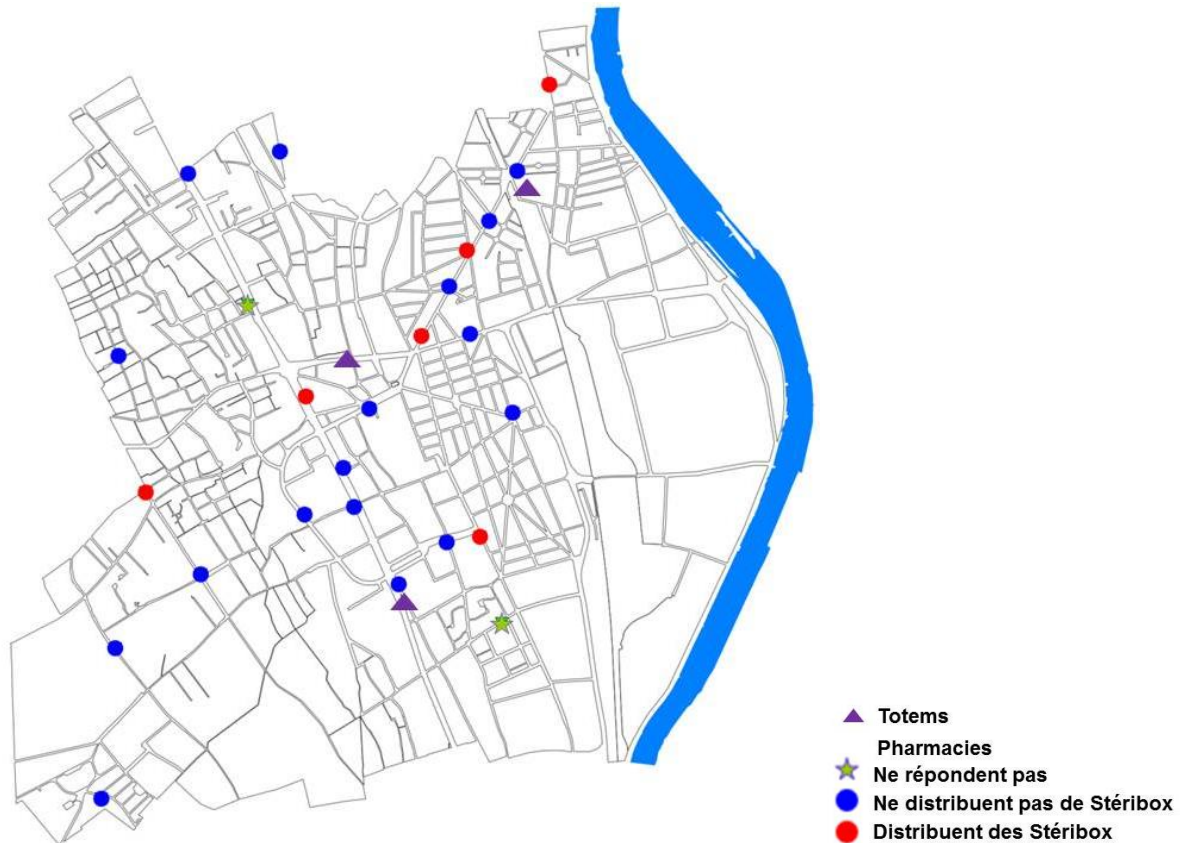 Totems
Pharmacies
Ne répondent pas
Ne distribuent pas de Stéribox
Distribuent des Stéribox